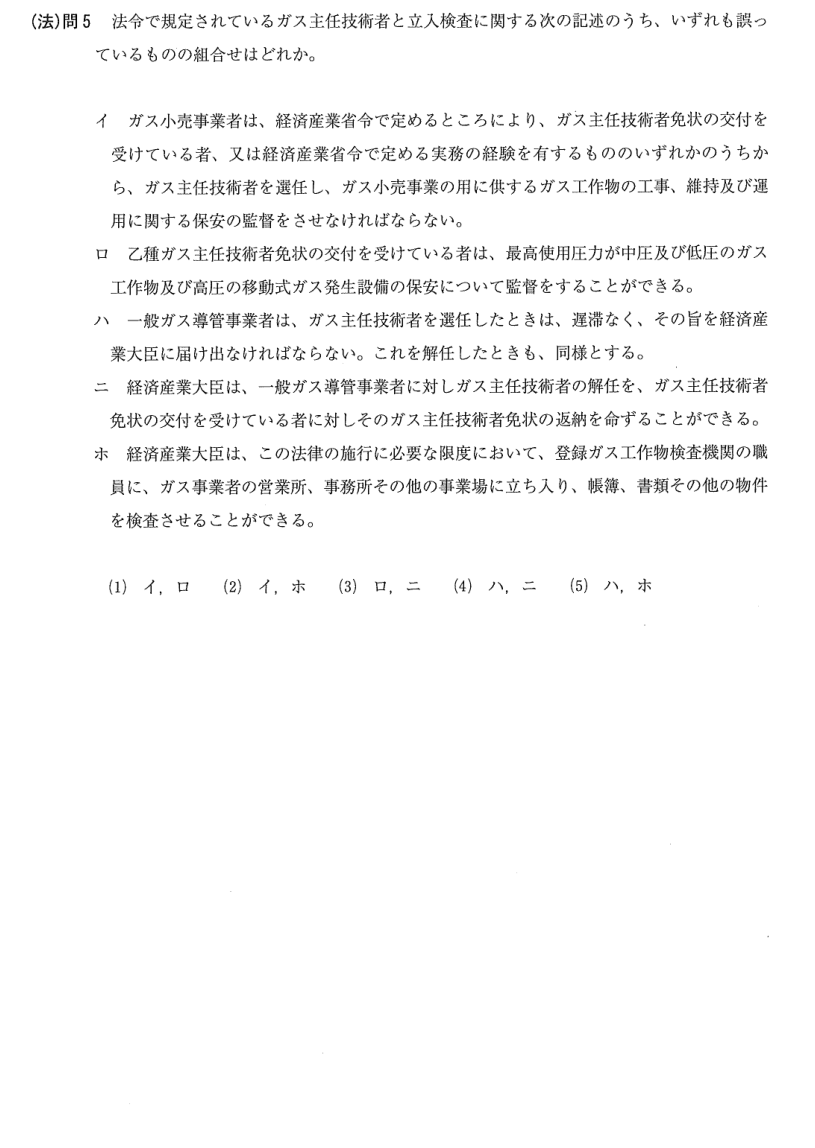 (法)問5 法令で規定されているガス主任技術者と立入検査に関する次の記述のうち、いずれも誤っ
ているものの組合せはどれか。
イ ガス小売事業者は、経済産業省令で定めるところにより、ガス主任技術者免状の交付を
受けている者、又は経済産業省令で定める実務の経験を有するもののいずれかのうちか
ら、ガス主任技術者を選任し、ガス小売事業の用に供するガス工作物の工事、維持及び運
用に関する保安の監督をさせなければならない。
ロ 乙種ガス主任技術者免状の交付を受けている者は、最高使用圧力が中圧及び低圧のガス
工作物及び高圧の移動式ガス発生設備の保安について監督をすることができる。
ハ 一般ガス導管事業者は、ガス主任技術者を選任したときは、遅滞なく、その旨を経済産
業大臣に届け出なければならない。これを解任したときも、同様とする。
ニ 経済産業大臣は、一般ガス導管事業者に対しガス主任技術者の解任を、ガス主任技術者
免状の交付を受けている者に対しそのガス主任技術者免状の返納を命ずることができる。
ホ 経済産業大臣は、この法律の施行に必要な限度において、登録ガス工作物検査機関の職
員に、ガス事業者の営業所、事務所その他の事業場に立ち入り、帳簿、書類その他の物件
を検査させることができる。
(1) イ，ロ (2) イ，ホ (3) ロ，ニ (4) ハ，ニ (5) ハ，ホ